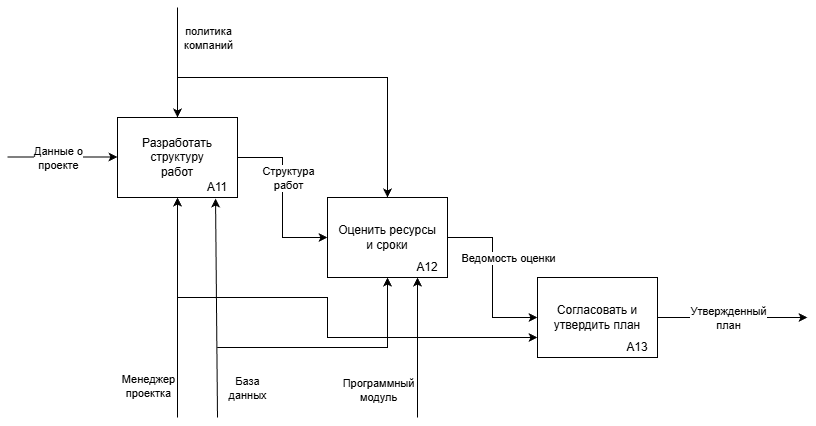 политика
компаний
Разработать
структуру
работ
A11
Данные о
проекте
Структура
работ
Оценить ресурсы
и сроки
A12
Ведомость оценки
Согласовать и
утвердить план
A13
Утвержденный
план
Менеджер
проектка
База
данных
Программный
модуль